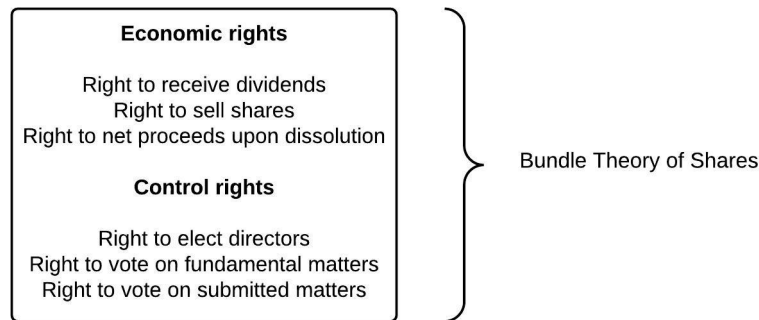 Economic rights
Right to receive dividends
Right to sell shares
Right to net proceeds upon dissolution
Control rights
Right to elect directors
Right to vote on fundamental matters
Right to vote on submitted matters
Bundle Theory of Shares